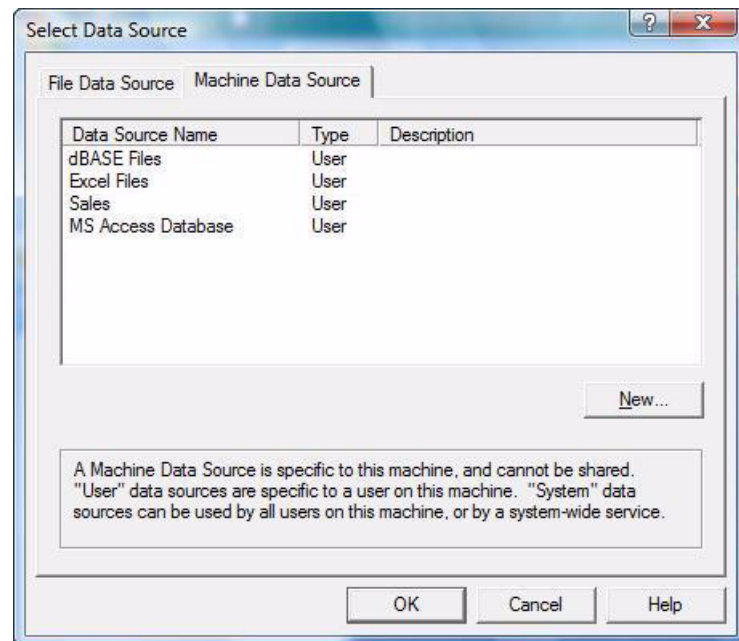 Select Data Source
?
X
File Data Source Machine Data Source
Data Source Name Type Description
dBASE Files User
Excel Files User
Sales User
MS Access Database User
New...
A Machine Data Source is specific to this machine, and cannot be shared.
"User" data sources are specific to a user on this machine. "System" data
sources can be used by all users on this machine, or by a system-wide service.
OK Cancel Help